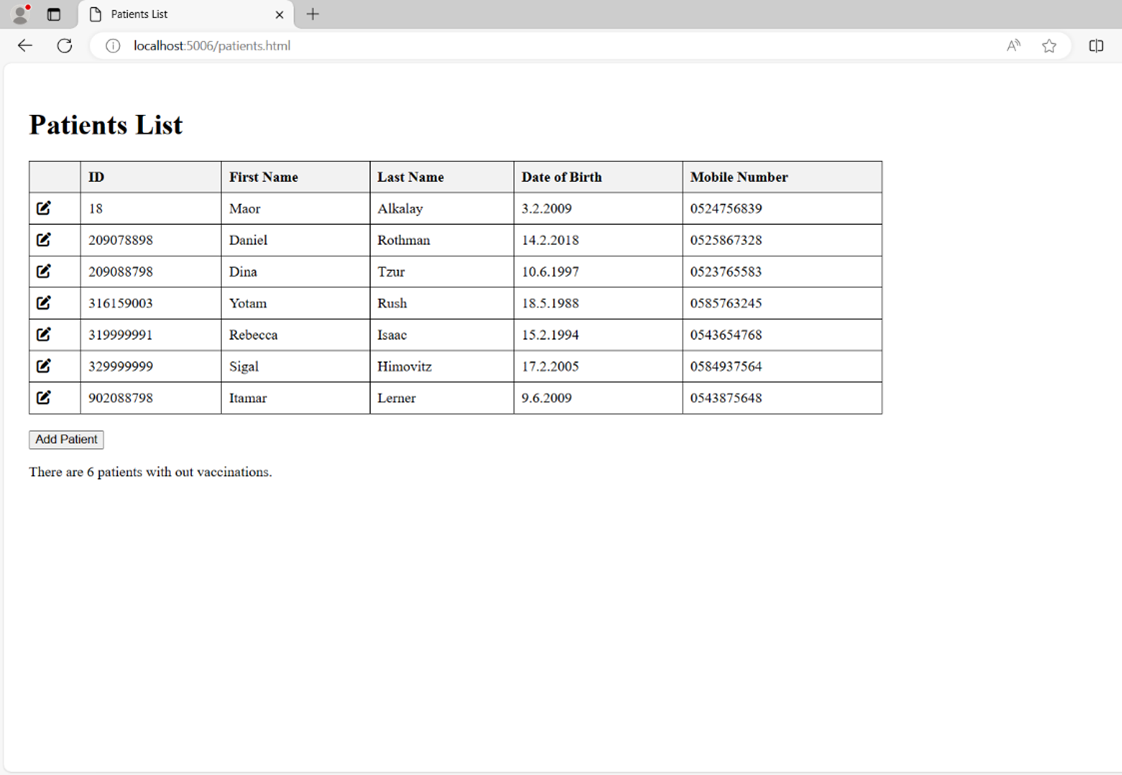 Patients List
localhost:5006/patients.html
Patients List
ID First Name Last Name Date of Birth Mobile Number
18 Maor Alkalay 3.2.2009 0524756839
209078898 Daniel Rothman 14.2.2018 0525867328
209088798 Dina Tzur 10.6.1997 0523765583
316159003 Yotam Rush 18.5.1988 0585763245
319999991 Rebecca Isaac 15.2.1994 0543654768
329999999 Sigal Himovitz 17.2.2005 0584937564
902088798 Itamar Lerner 9.6.2009 0543875648
Add Patient
There are 6 patients with out vaccinations.